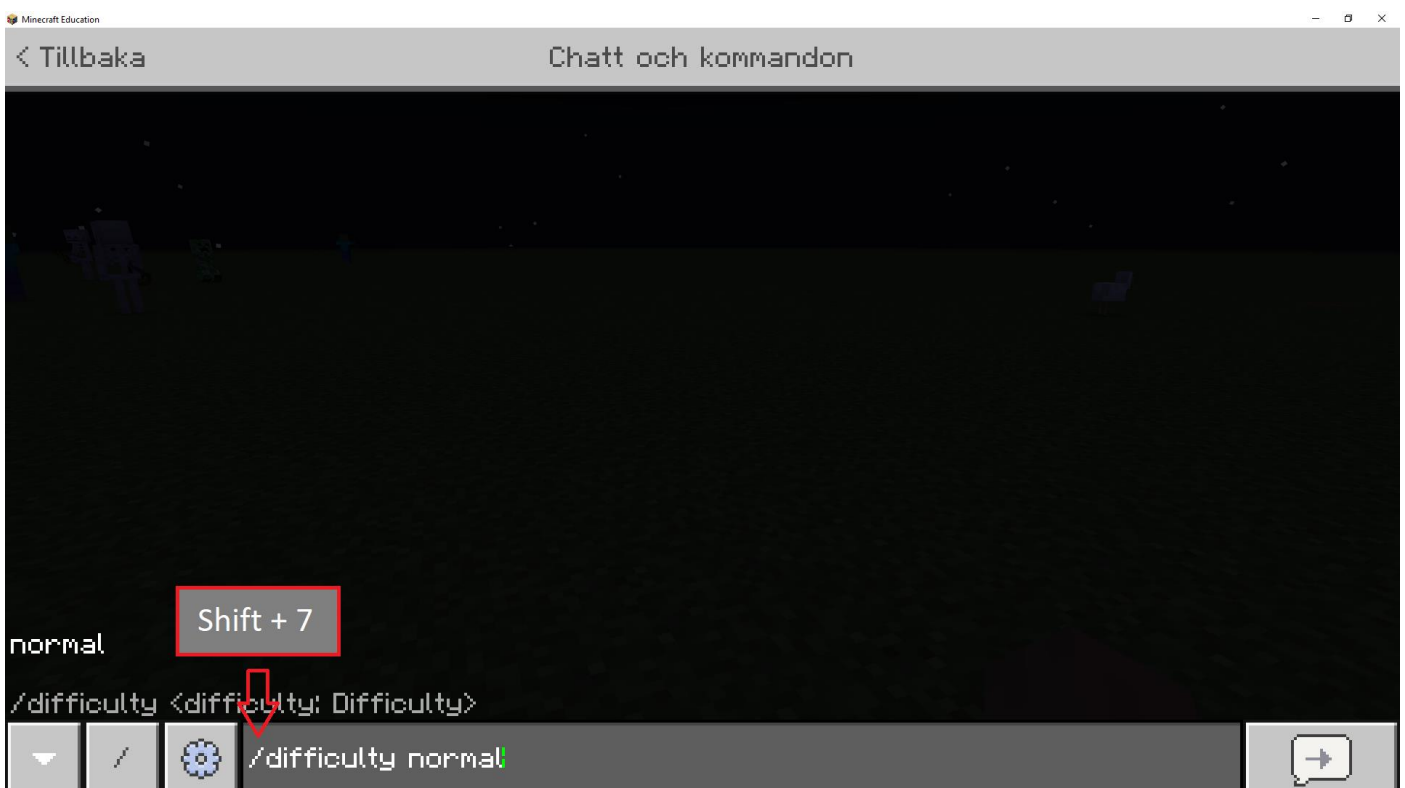 Minecraft Education
< Tillbaka
Chatt och kommandon
Shift + 7
normal
/difficulty <difficulty: Difficulty>
/
/difficulty normal